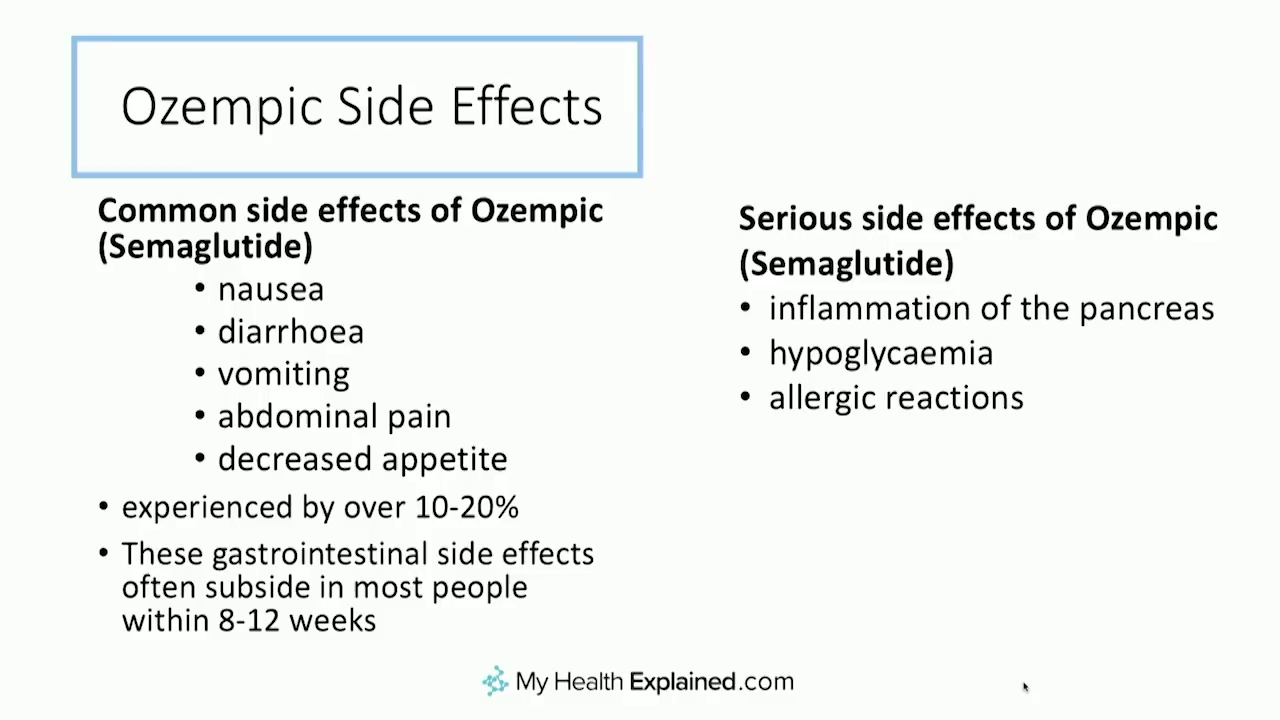 Ozempic Side Effects
Common side effects of Ozempic
(Semaglutide)
• nausea
• diarrhoea
• vomiting
• abdominal pain
• decreased appetite
• experienced by over 10-20%
• These gastrointestinal side effects
often subside in most people
within 8-12 weeks
Serious side effects of Ozempic
(Semaglutide)
• inflammation of the pancreas
• hypoglycaemia
• allergic reactions
My Health Explained.com